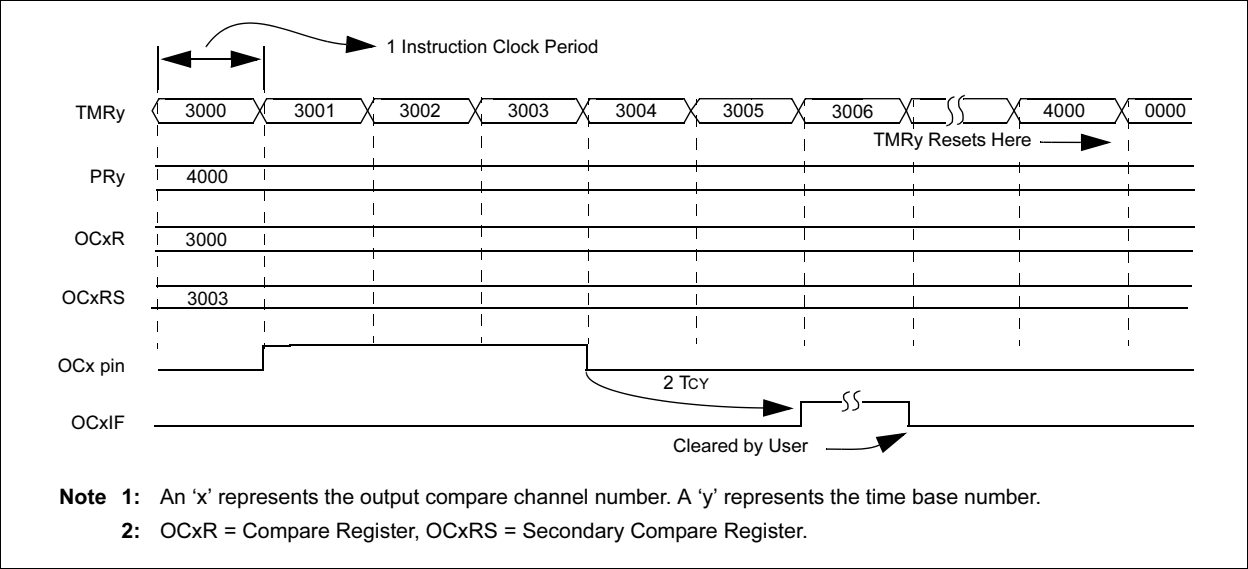 1 Instruction Clock Period
TMRy 3000 3001 3002 3003 3004 3005 3006 4000 0000
TMRy Resets Here
PRy 4000
OCxR 3000
OCxRS 3003
OCx pin
2 TCY
OCxIF
Cleared by User
Note 1: An ‘x’ represents the output compare channel number. A ‘y’ represents the time base number.
2: OCxR = Compare Register, OCxRS = Secondary Compare Register.